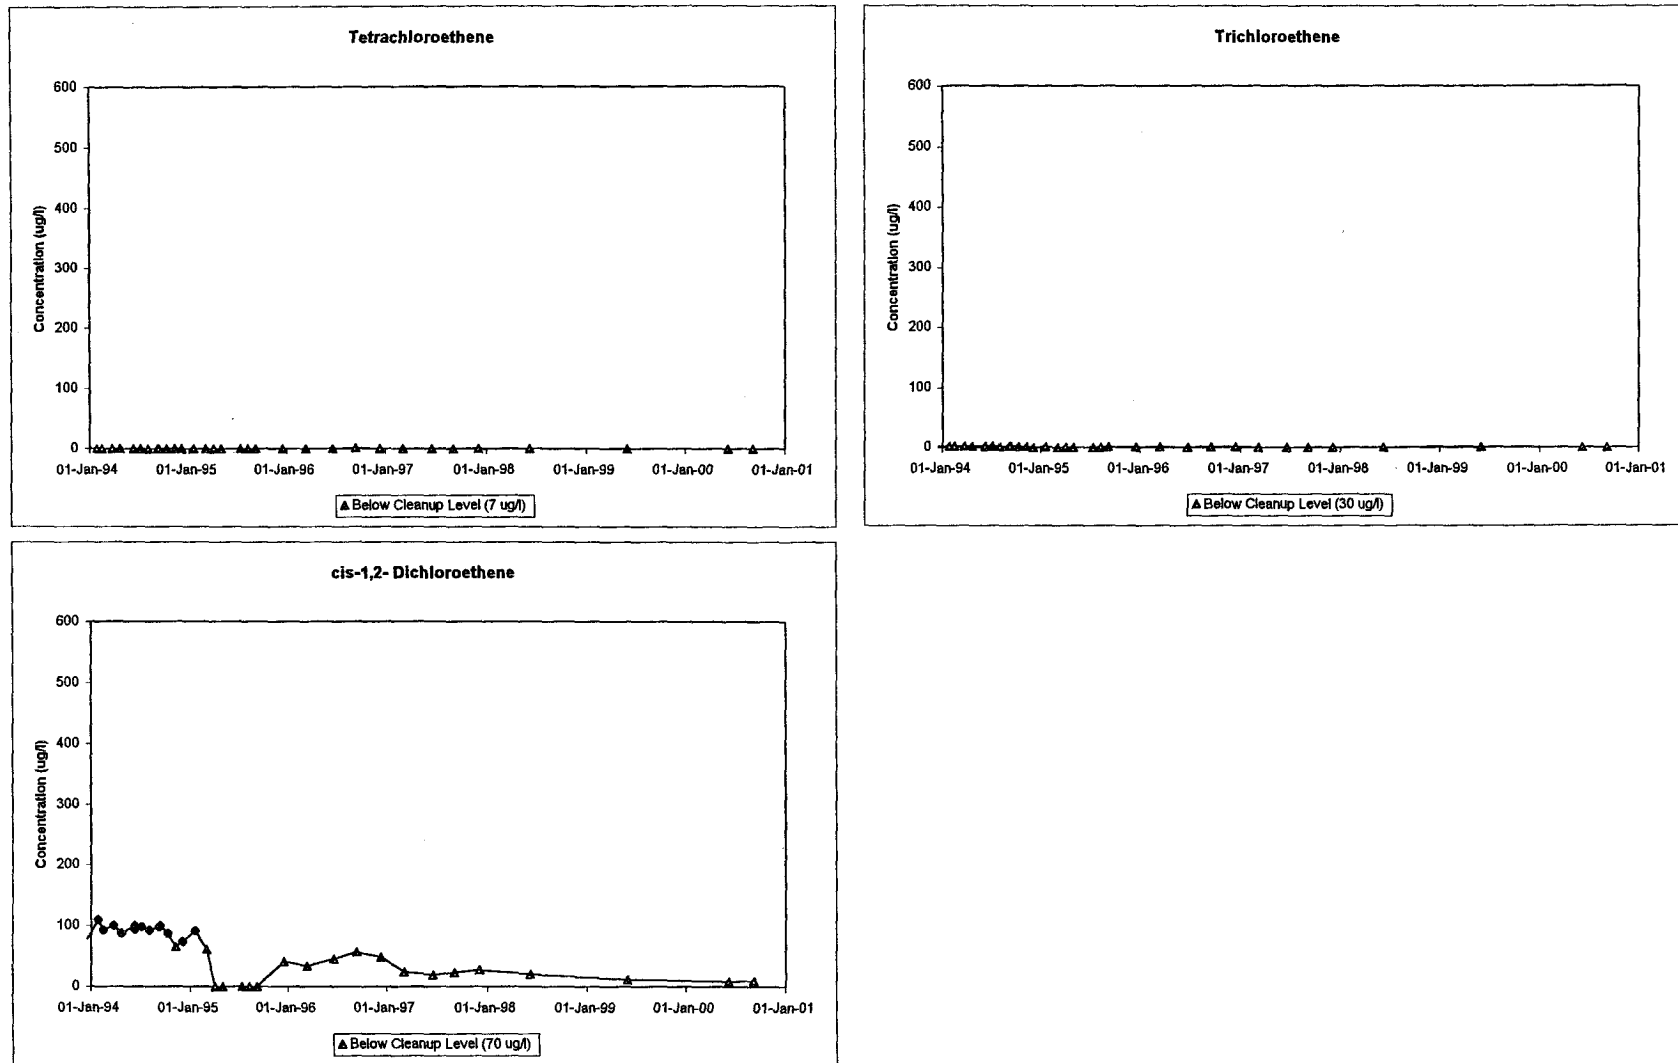 Tetrachloroethene
600
500
400
300
200
100
0
Concentration (ug/l)
01-Jan-94 01-Jan-95 01-Jan-96 01-Jan-97 01-Jan-98 01-Jan-99 01-Jan-00 01-Jan-01
Below Cleanup Level (7 ug/l)
Trichloroethene
600
500
400
300
200
100
0
Concentration (ug/l)
01-Jan-94 01-Jan-95 01-Jan-96 01-Jan-97 01-Jan-98 01-Jan-99 01-Jan-00 01-Jan-01
Below Cleanup Level (30 ug/l)
cis-1,2- Dichloroethene
600
500
400
300
200
100
0
Concentration (ug/l)
01-Jan-94 01-Jan-95 01-Jan-96 01-Jan-97 01-Jan-98 01-Jan-99 01-Jan-00 01-Jan-01
Below Cleanup Level (70 ug/l)